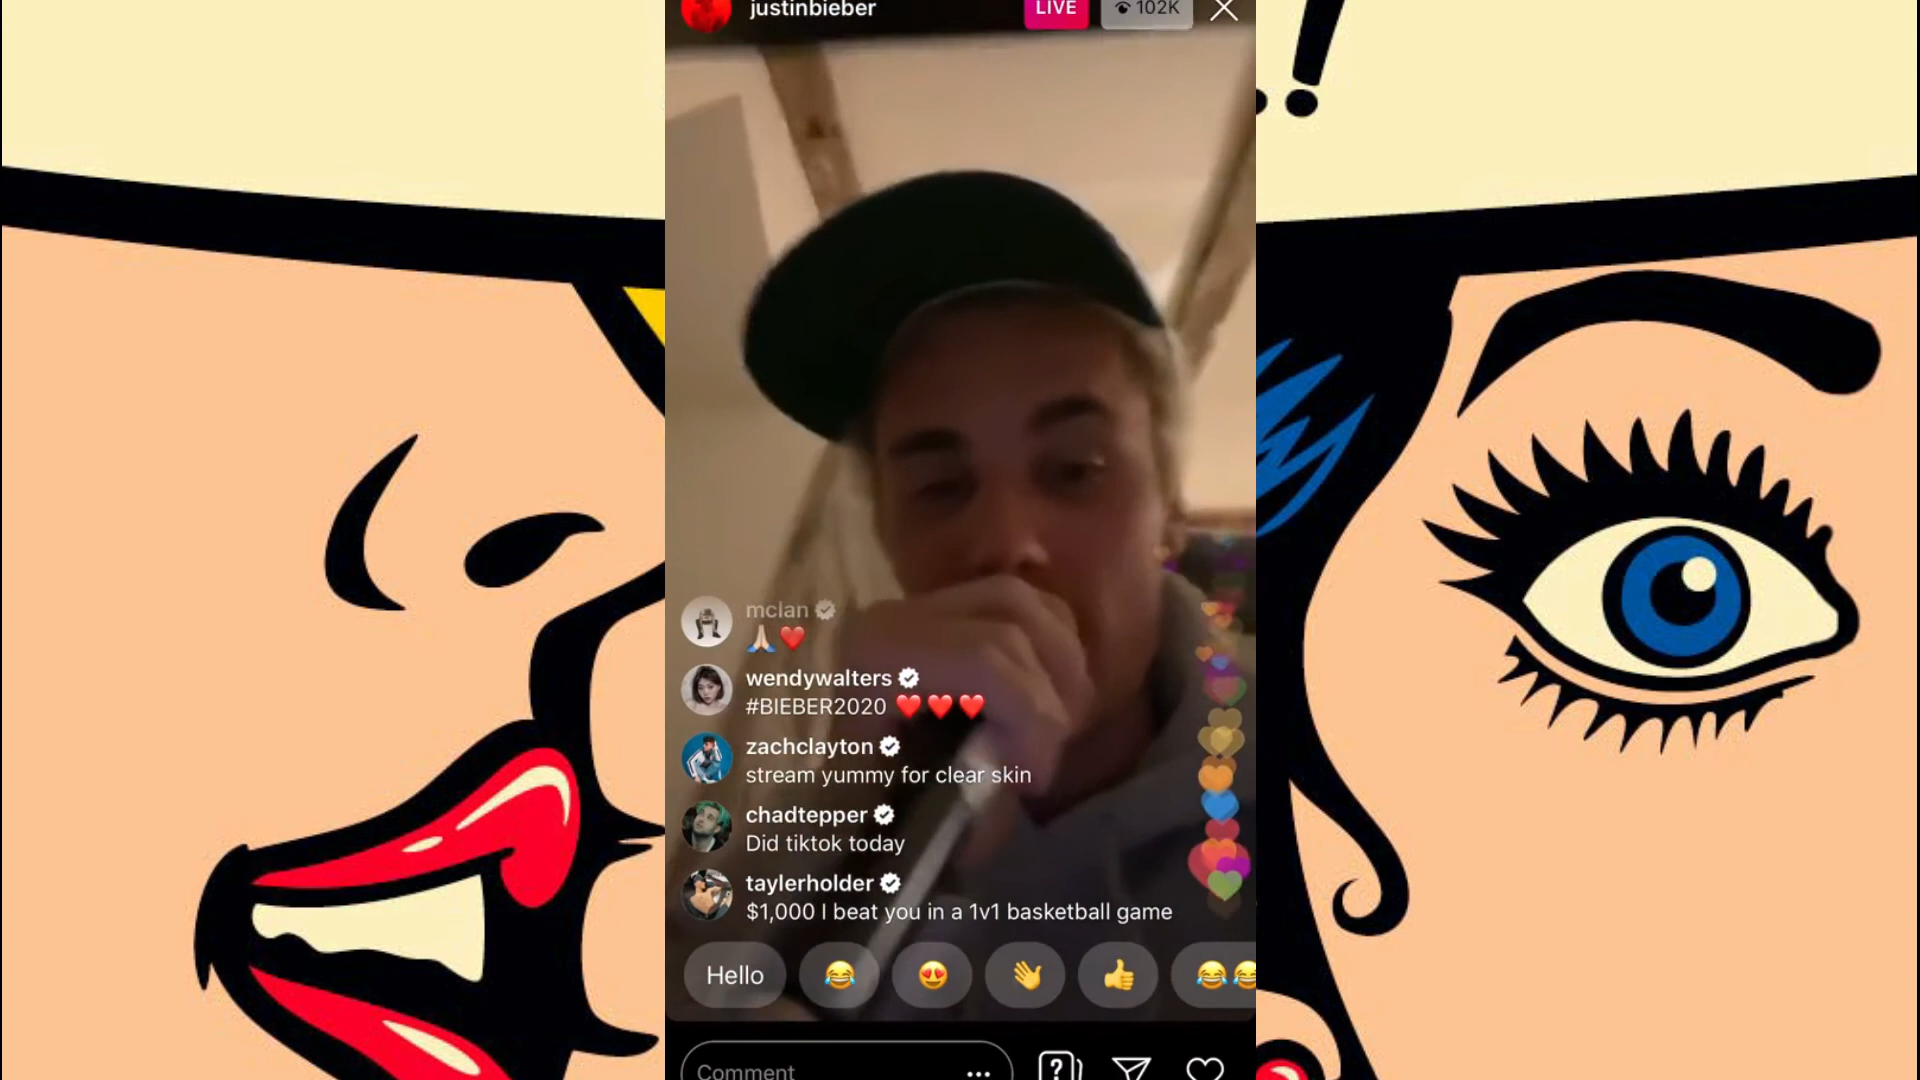 justinbieber LIVE 102K
mclan
🙏🏻❤️
wendywalters
#BIEBER2020 ❤️❤️❤️
zachclayton
stream yummy for clear skin
chadtepper
Did tiktok today
taylerholder
$1,000 I beat you in a 1v1 basketball game
Hello 😂 😍 👋 👍 😂😂
Comment ...
?
..!